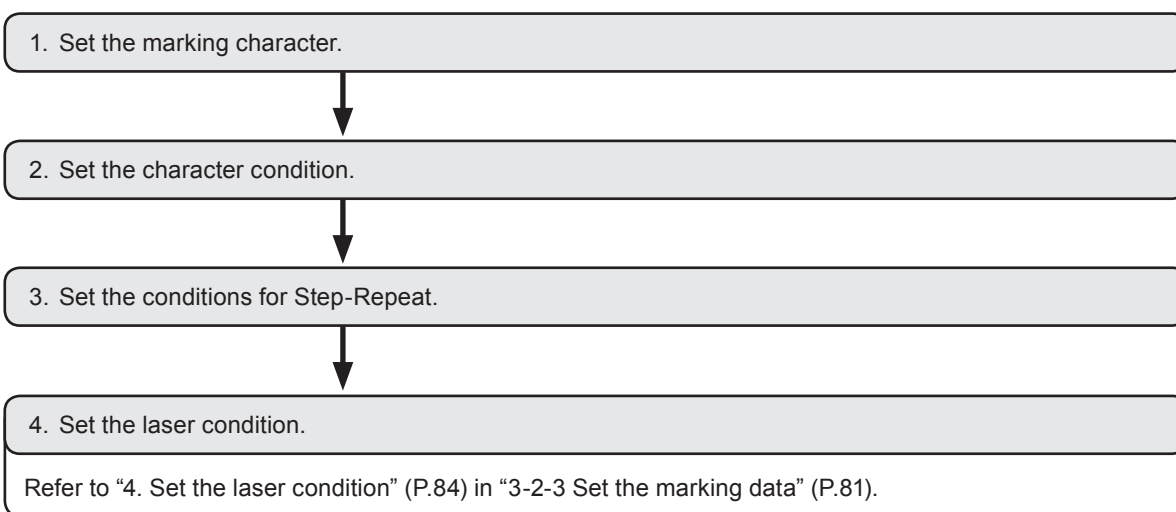 1. Set the marking character.
2. Set the character condition.
3. Set the conditions for Step-Repeat.
4. Set the laser condition.
Refer to “4. Set the laser condition” (P.84) in “3-2-3 Set the marking data” (P.81).